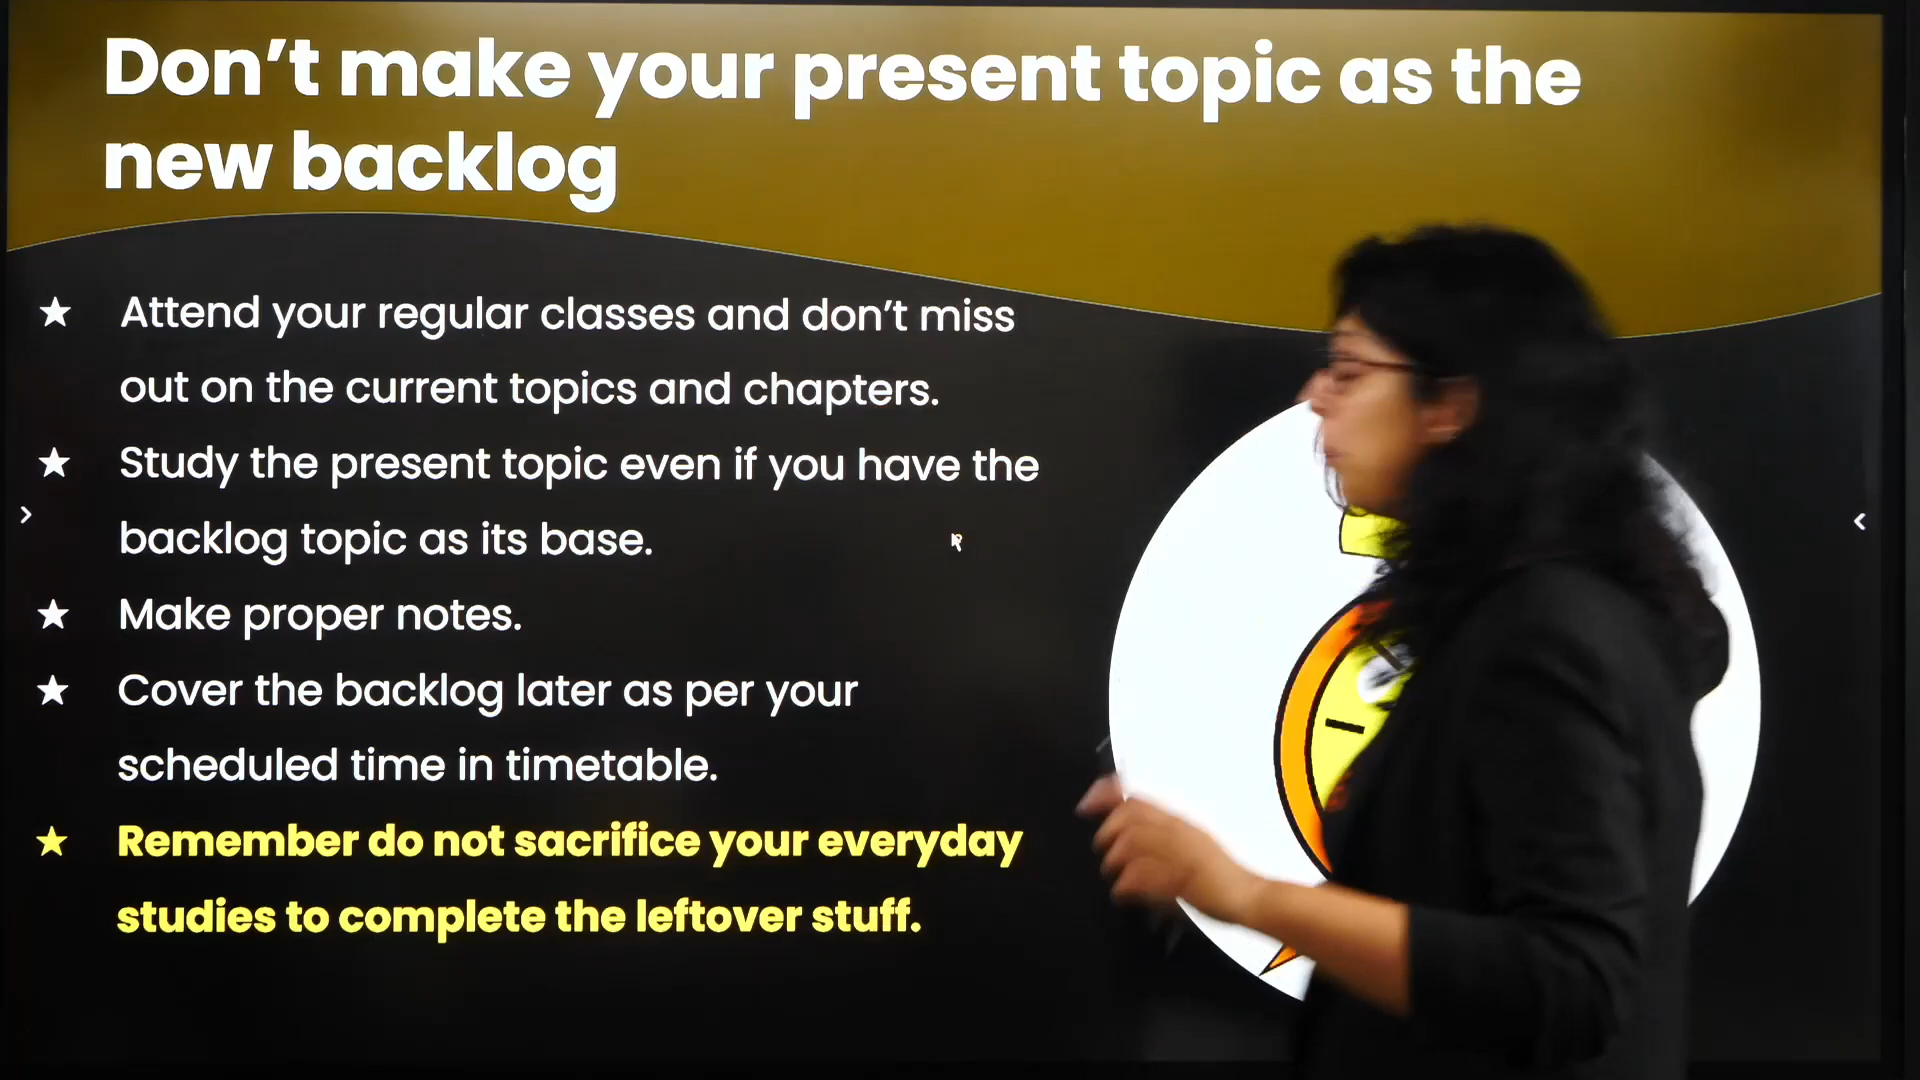 Don’t make your present topic as the
new backlog
★ Attend your regular classes and don’t miss
out on the current topics and chapters.
★ Study the present topic even if you have the
backlog topic as its base.
★ Make proper notes.
★ Cover the backlog later as per your
scheduled time in timetable.
★ Remember do not sacrifice your everyday
studies to complete the leftover stuff.